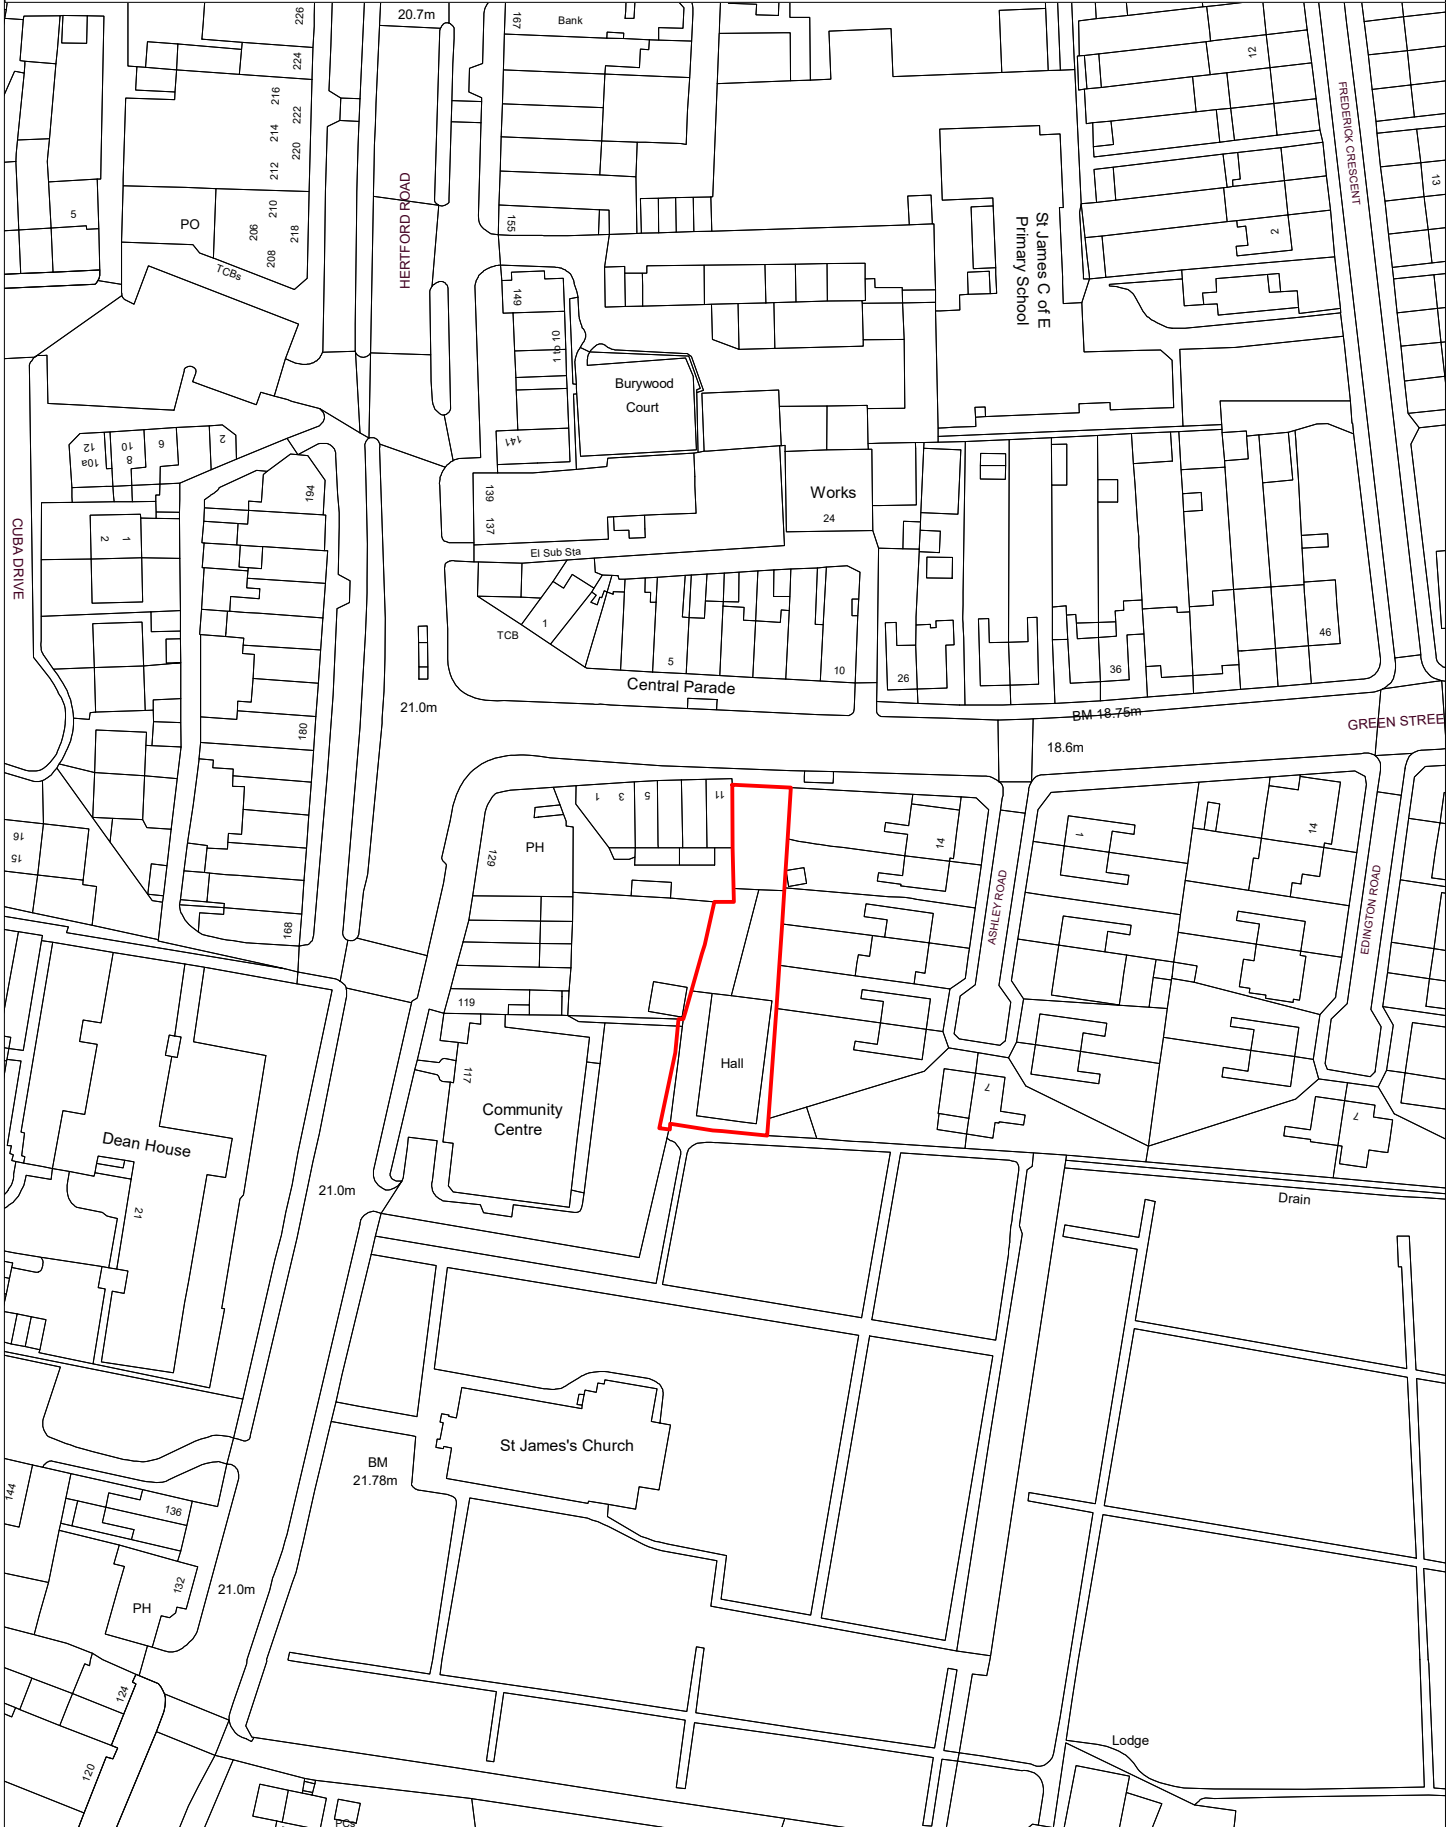 20.7m
226
167
Bank
224
12
216
222
214
220
212
FREDERICK CRESCENT
13
5
PO
210
206
218
208
TCBs
HERTFORD ROAD
155
St James C of E
Primary School
2
149
1 to 10
Burywood
Court
12
10a
10
8
6
2
141
194
139
137
Works
24
El Sub Sta
CUBA DRIVE
2
1
TCB
1
5
10
26
36
46
Central Parade
21.0m
180
BM 18.75m
18.6m
GREEN STREE
1
3
5
11
16
15
129
PH
14
1
14
ASHLEY ROAD
EDINGTON ROAD
168
119
117
Hall
Community
Centre
7
7
Dean House
21
21.0m
Drain
St James's Church
BM
21.78m
144
136
132
PH
21.0m
124
120
Lodge
PCs